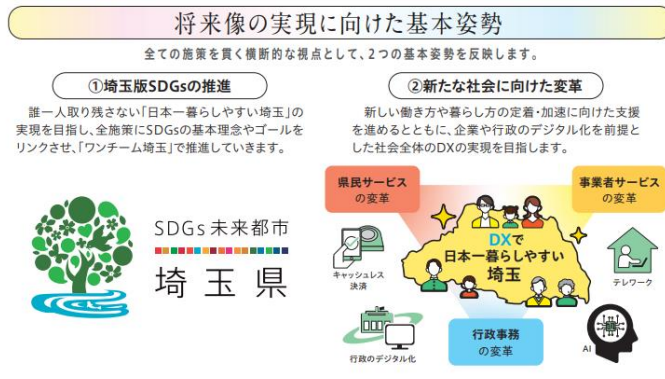 将来像の実現に向けた基本姿勢
全ての施策を貫く横断的な視点として、2つの基本姿勢を反映します。
①埼玉版SDGsの推進
誰一人取り残さない「日本一暮らしやすい埼玉」の
実現を目指し、全施策にSDGsの基本理念やゴールを
リンクさせ、「ワンチーム埼玉」で推進していきます。
SDGs未来都市
埼玉県
②新たな社会に向けた変革
新しい働き方や暮らし方の定着・加速に向けた支援
を進めるとともに、企業や行政のデジタル化を前提と
した社会全体のDXの実現を目指します。
県民サービス
の変革
事業者サービス
の変革
DXで
日本一暮らしやすい
埼玉
キャッシュレス
決済
テレワーク
行政のデジタル化
行政事務
の変革
AI